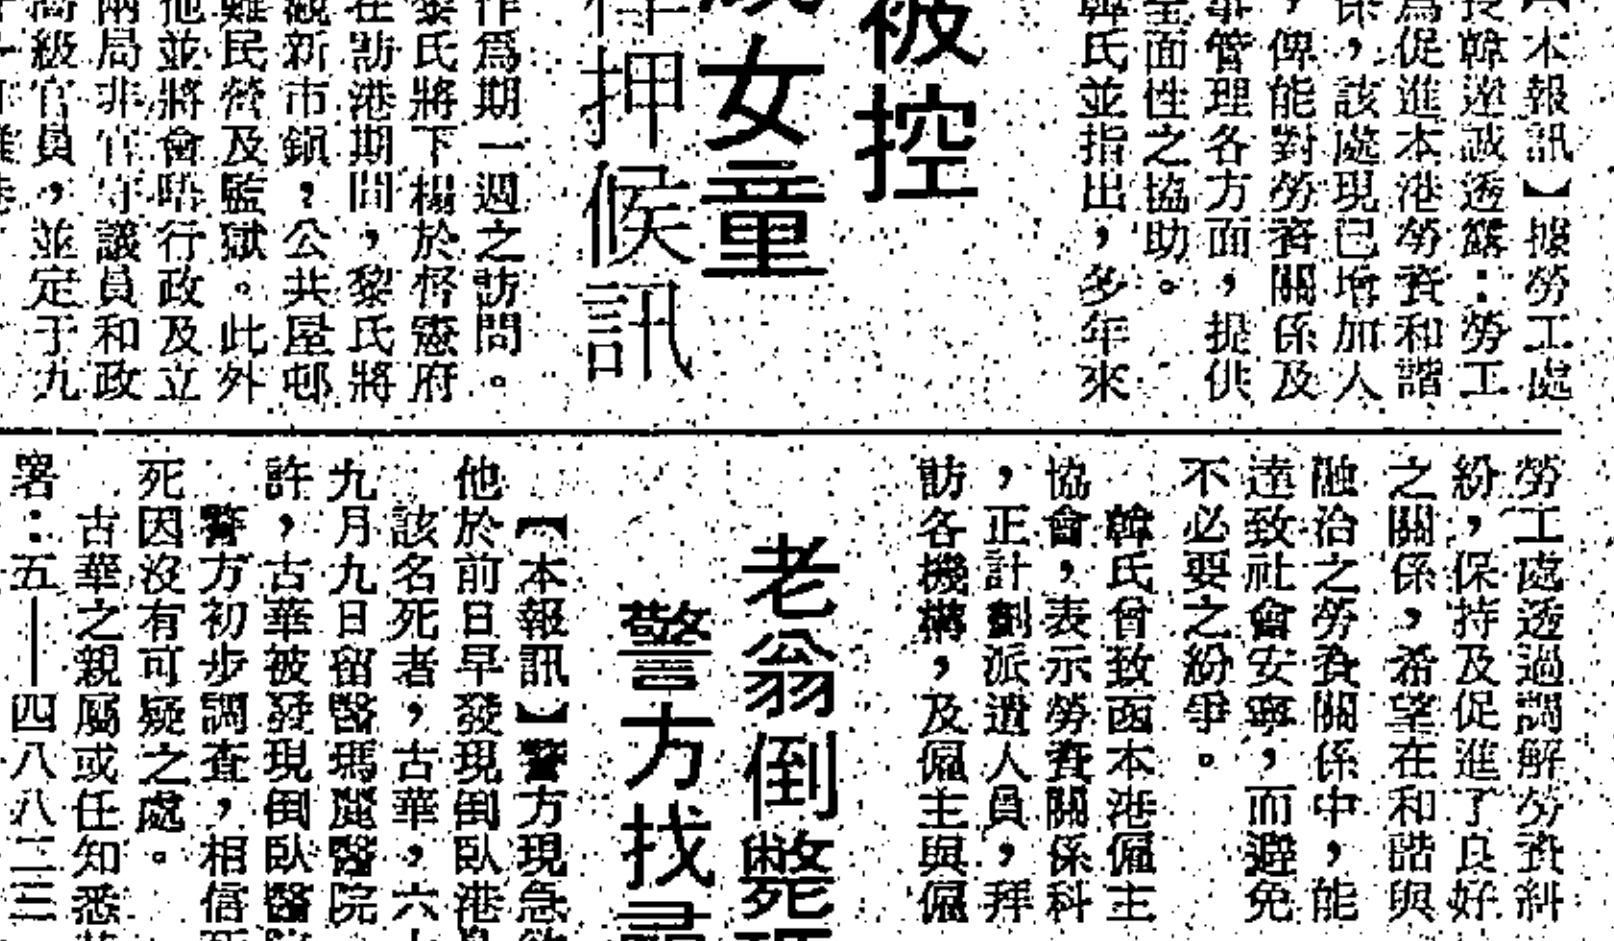 【本報訊】據勞工處
長韓達誠透露：勞工
為促進本港勞資和諧
係，該處現已增加人
，俾能對勞資關係及
事管理各方面，提供
全面性之協助。
韓氏並指出，多年來
被控
女童
押候訊
作為期一週之訪問。
黎氏將下榻於督憲府
在訪港期間，黎氏將
觀新市鎮，公共屋邨
難民營及監獄。此外
他並將會晤行政及立
兩局非官守議員和政
高級官員，並定于九
勞工處透過調解勞資糾
紛，保持及促進了良好
之關係，希望在和諧與
融洽之勞資關係中，能
達致社會安寧，而避免
不必要之紛爭。
韓氏曾致函本港僱主
協會，表示勞資關係科
，正計劃派遣人員，拜
訪各機構，及僱主與僱
老翁倒斃
警方找尋
【本報訊】警方現急
他於前日早發現倒臥港
該名死者，古華，六
九月九日留醫瑪麗醫院
許，古華被發現倒臥醫
警方初步調查，相信
死因沒有可疑之處。
古華之親屬或任知悉
署：五——四八八二三